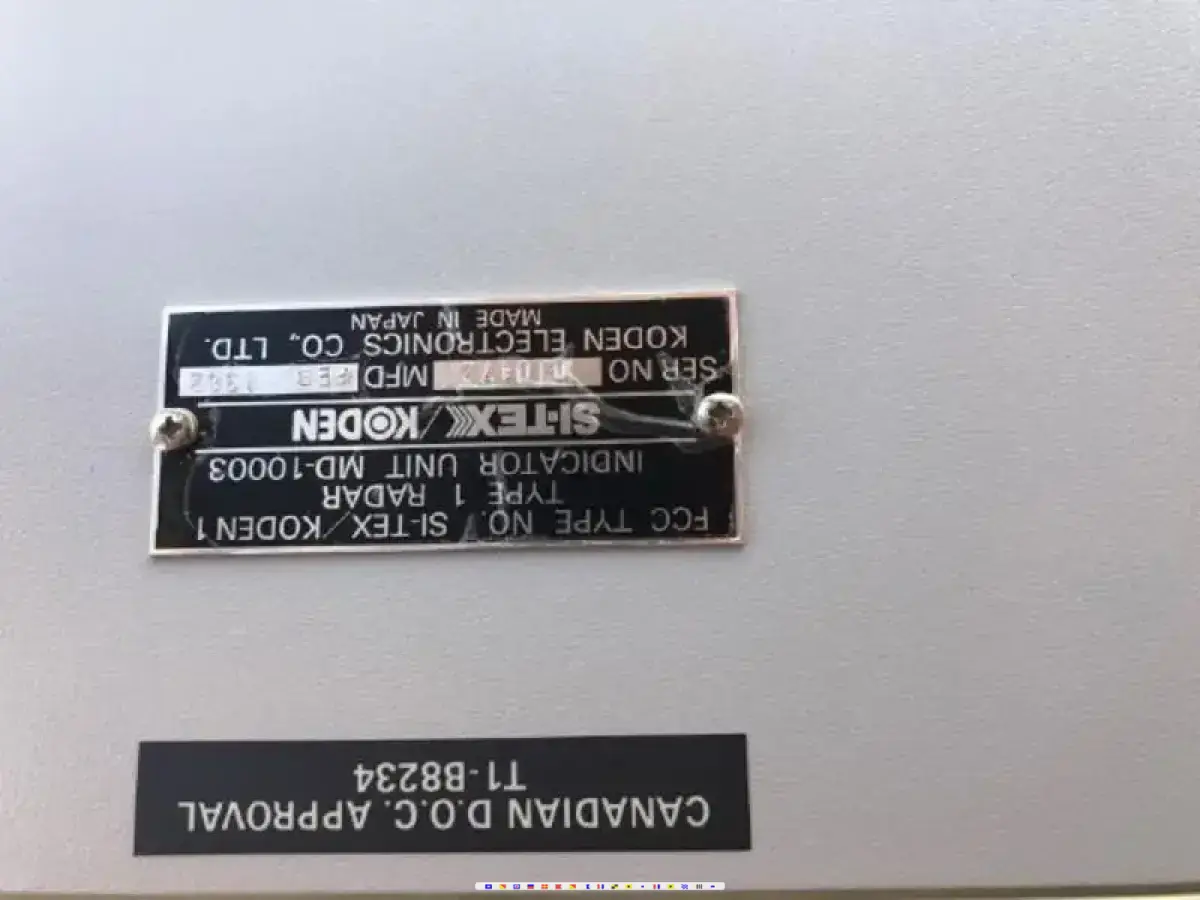 CANADIAN D.O.C. APPROVAL
T1-B8234
FCC TYPE NO. SI-TEX/KODEN 1
TYPE 1 RADAR
INDICATOR UNIT MD-10003
SI-TEX/KODEN
SER NO MFD FEB
KODEN ELECTRONICS CO., LTD.
MADE IN JAPAN